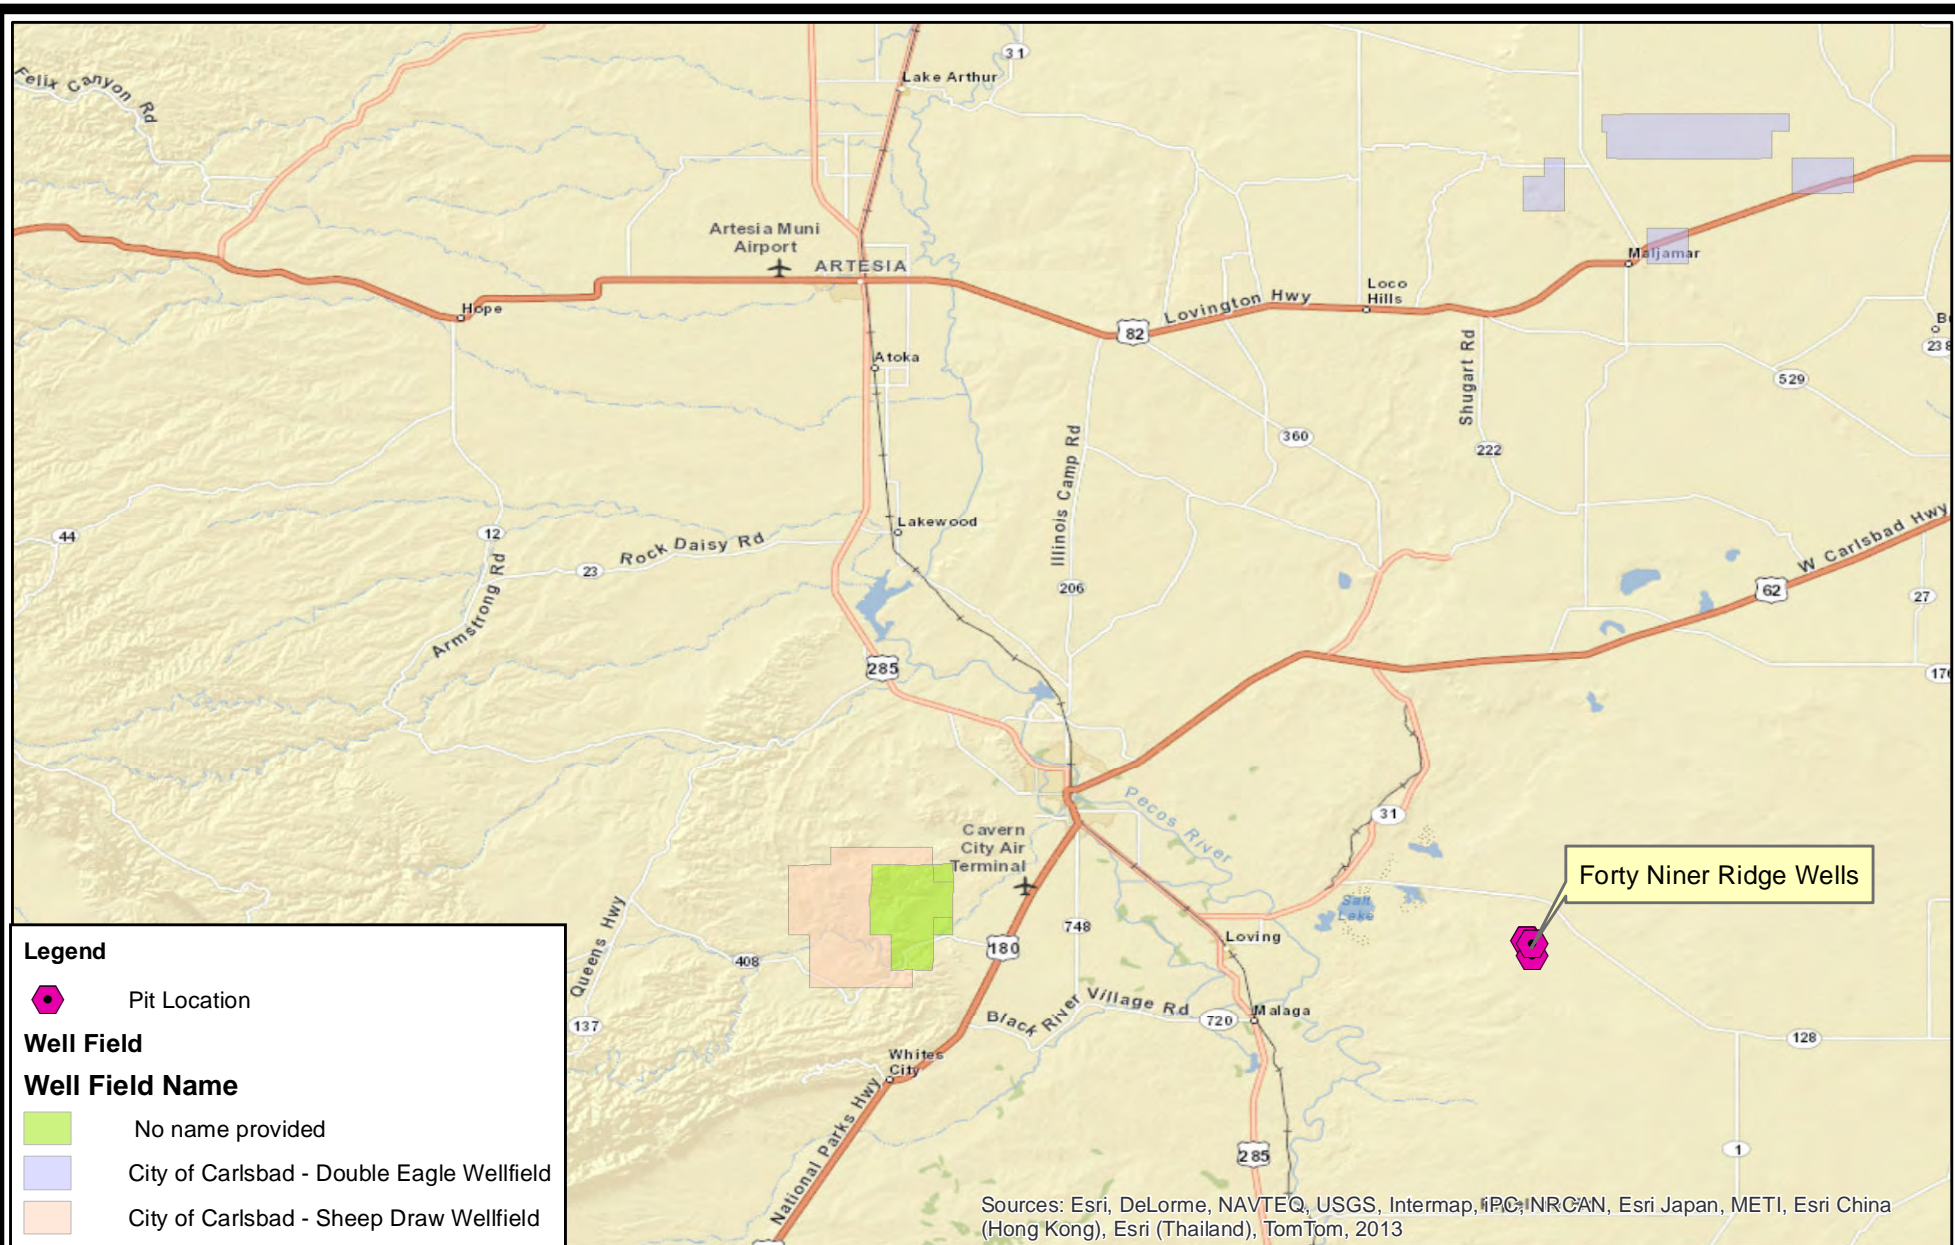 31
Lake Arthur
Felix Canyon Rd
Artesia Muni
Airport
ARTESIA
Maljamar
Loco
Hills
Lovington Hwy
Hope
82
B
238
Atoka
Shugart Rd
529
360
222
Illinois Camp Rd
Lakewood
44
12
Rock Daisy Rd
23
Armstrong Rd
W Carlsbad Hwy
62
206
27
285
176
Pecos River
31
Cavern
City Air
Terminal
Forty Niner Ridge Wells
Salt
Lake
Queens Hwy
748
Loving
180
408
Black River Village Rd
720
Malaga
137
128
Whites
City
National Parks Hwy
285
1
Legend
Pit Location
Well Field
Well Field Name
No name provided
City of Carlsbad - Double Eagle Wellfield
City of Carlsbad - Sheep Draw Wellfield
Sources: Esri, DeLorme, NAVTEQ, USGS, Intermap, iPC, NRCAN, Esri Japan, METI, Esri China
(Hong Kong), Esri (Thailand), TomTom, 2013